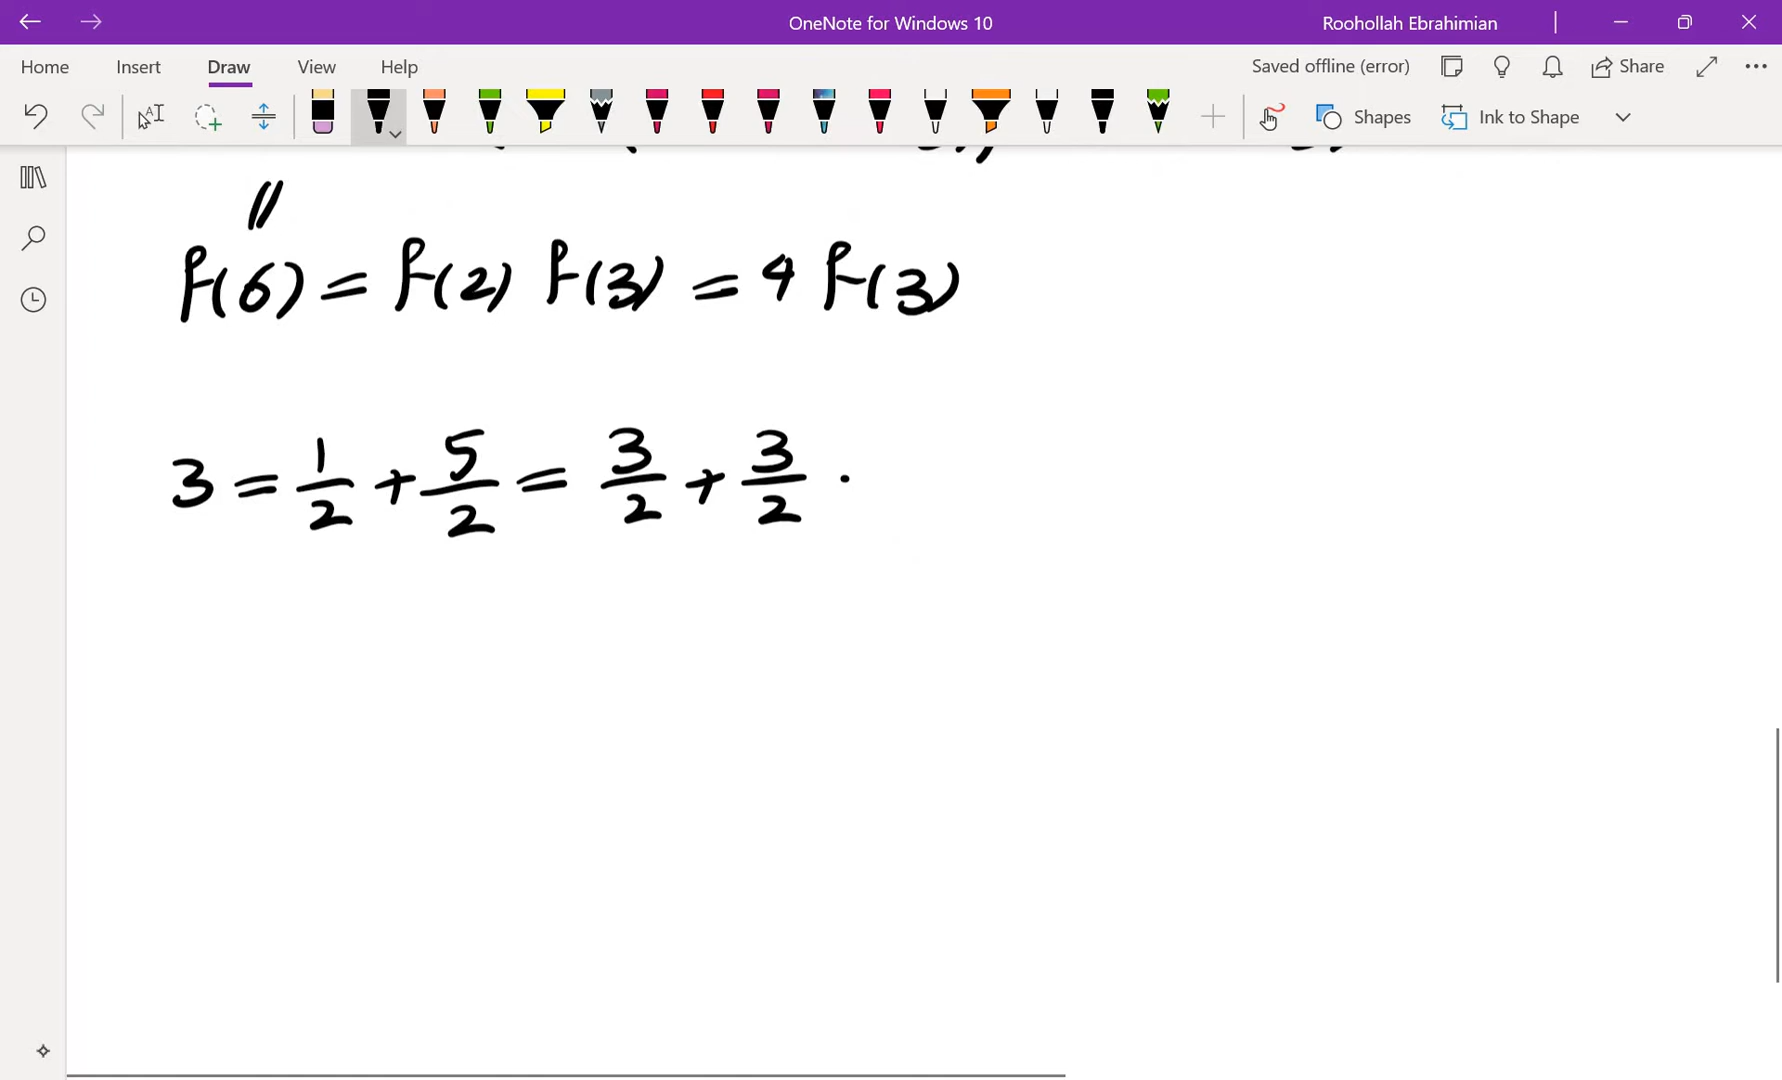 OneNote for Windows 10
Roohollah Ebrahimian
Home Insert Draw View Help
Saved offline (error) Share
Shapes Ink to Shape
f(6) = f(2) f(3) = 4 f(3)
3 = 1/2 + 5/2 = 3/2 + 3/2 .